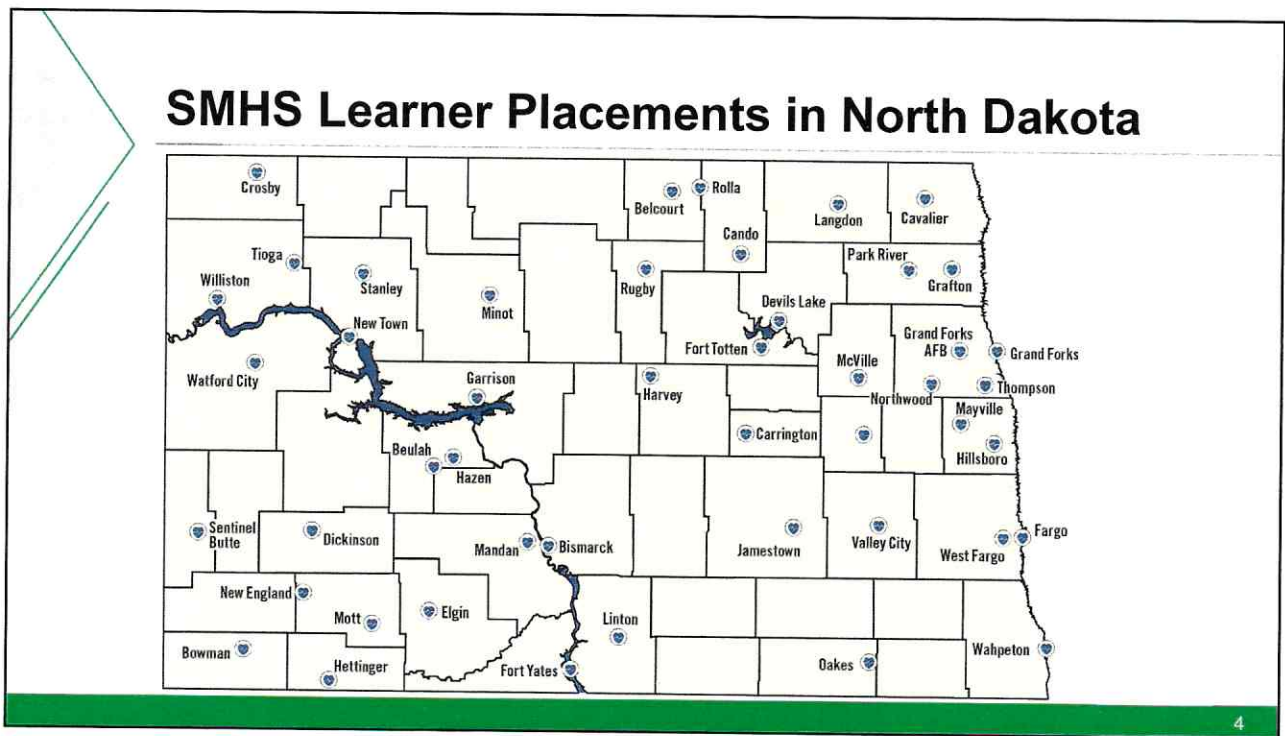 SMHS Learner Placements in North Dakota
Crosby
Belcourt
Rolla
Langdon
Cavalier
Cando
Tioga
Williston
Stanley
Minot
Rugby
Park River
Grafton
Devils Lake
New Town
Fort Totten
Grand Forks
AFB
Grand Forks
Watford City
Garrison
Harvey
McVille
Northwood
Thompson
Mayville
Carrington
Hillsboro
Beulah
Hazen
Sentinel
Butte
Dickinson
Mandan
Bismarck
Jamestown
Valley City
West Fargo
Fargo
New England
Mott
Elgin
Linton
Bowman
Hettinger
Fort Yates
Oakes
Wahpeton
4